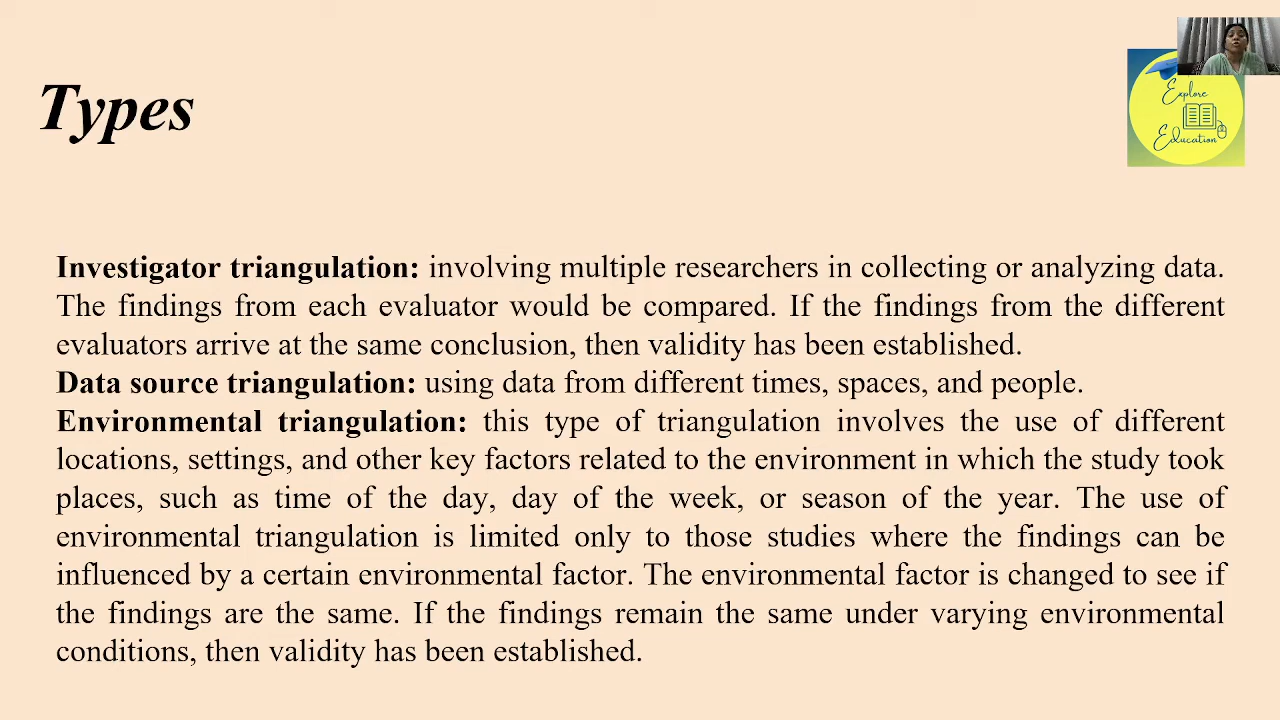 Types
Explore
Education
Investigator triangulation: involving multiple researchers in collecting or analyzing data.
The findings from each evaluator would be compared. If the findings from the different
evaluators arrive at the same conclusion, then validity has been established.
Data source triangulation: using data from different times, spaces, and people.
Environmental triangulation: this type of triangulation involves the use of different
locations, settings, and other key factors related to the environment in which the study took
places, such as time of the day, day of the week, or season of the year. The use of
environmental triangulation is limited only to those studies where the findings can be
influenced by a certain environmental factor. The environmental factor is changed to see if
the findings are the same. If the findings remain the same under varying environmental
conditions, then validity has been established.